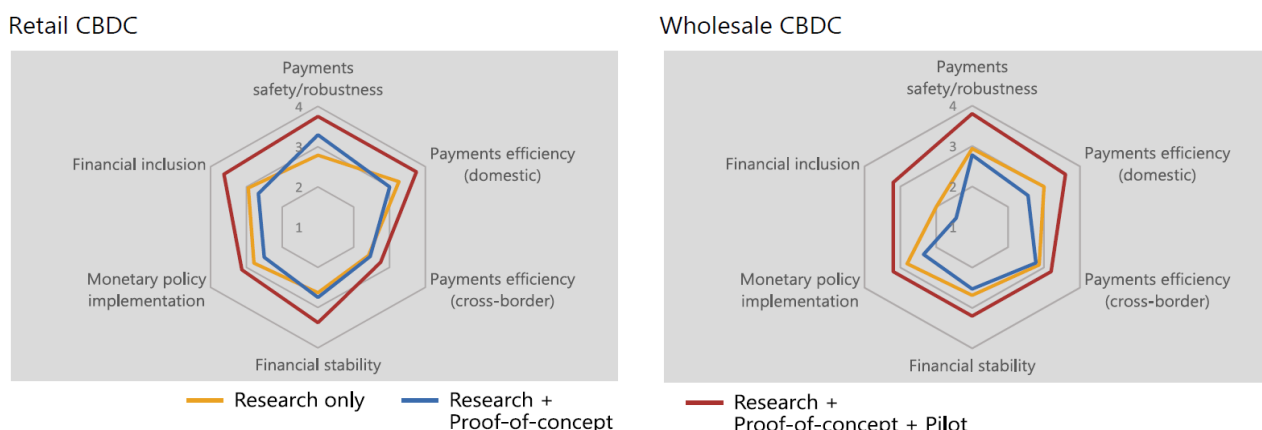 Retail CBDC
Payments
safety/robustness
4
3
2
1
Financial inclusion
Payments efficiency
(domestic)
Monetary policy
implementation
Payments efficiency
(cross-border)
Financial stability
Wholesale CBDC
Payments
safety/robustness
4
3
2
1
Financial inclusion
Payments efficiency
(domestic)
Monetary policy
implementation
Payments efficiency
(cross-border)
Financial stability
Research only
Research +
Proof-of-concept
Research +
Proof-of-concept + Pilot